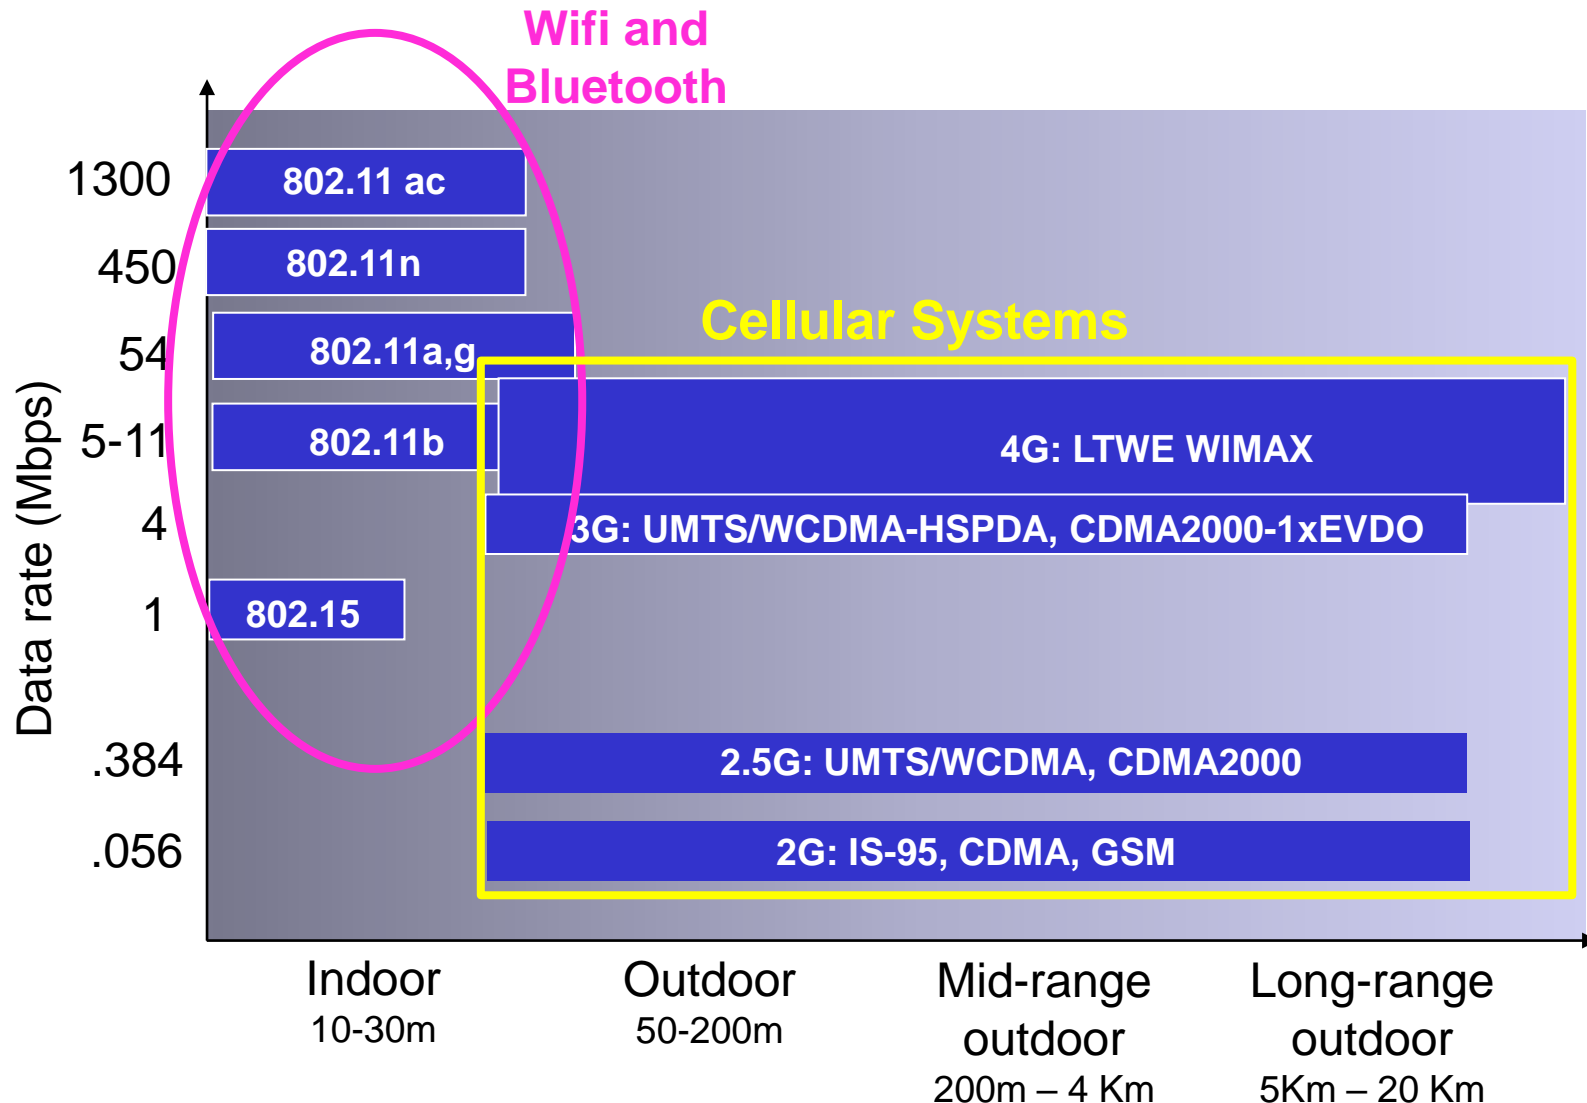 Wifi and
Bluetooth
1300
802.11 ac
450
802.11n
Cellular Systems
54
802.11a,g
5-11
802.11b
4G: LTWE WIMAX
4
3G: UMTS/WCDMA-HSPDA, CDMA2000-1xEVDO
1
802.15
.384
2.5G: UMTS/WCDMA, CDMA2000
.056
2G: IS-95, CDMA, GSM
Data rate (Mbps)
Indoor
10-30m
Outdoor
50-200m
Mid-range
outdoor
200m – 4 Km
Long-range
outdoor
5Km – 20 Km